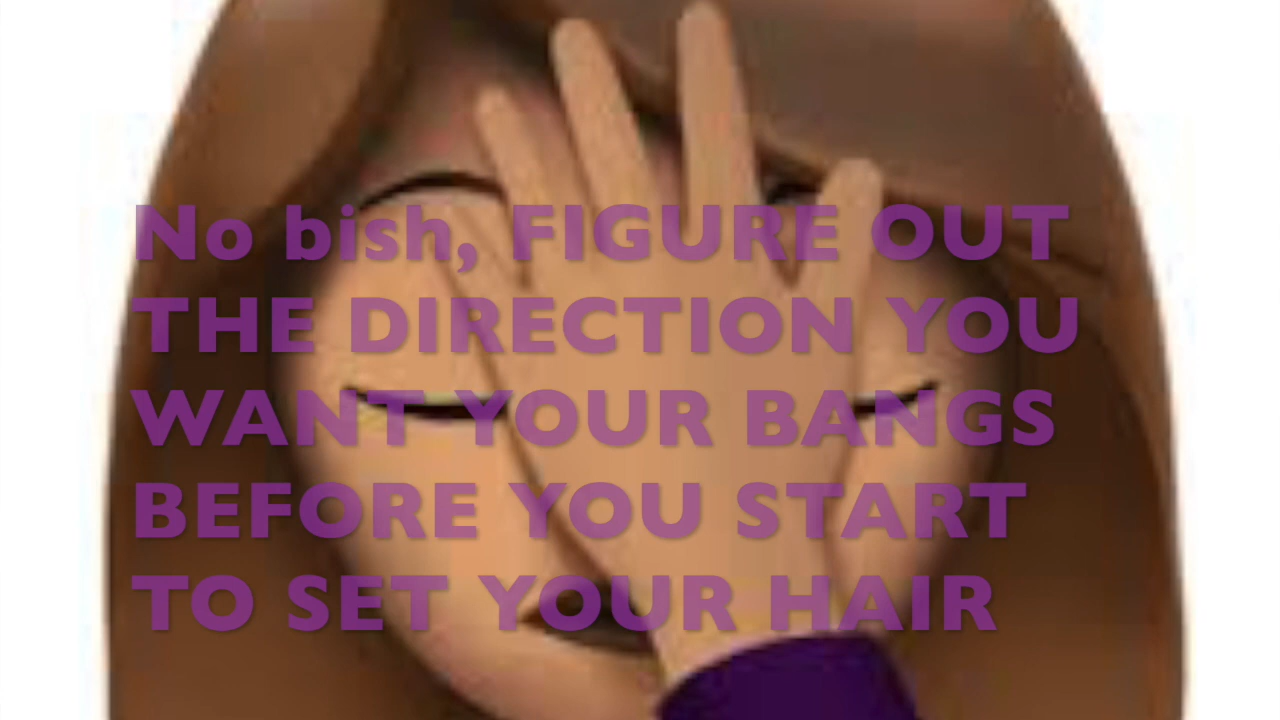 No bish, FIGURE OUT
THE DIRECTION YOU
WANT YOUR BANGS
BEFORE YOU START
TO SET YOUR HAIR